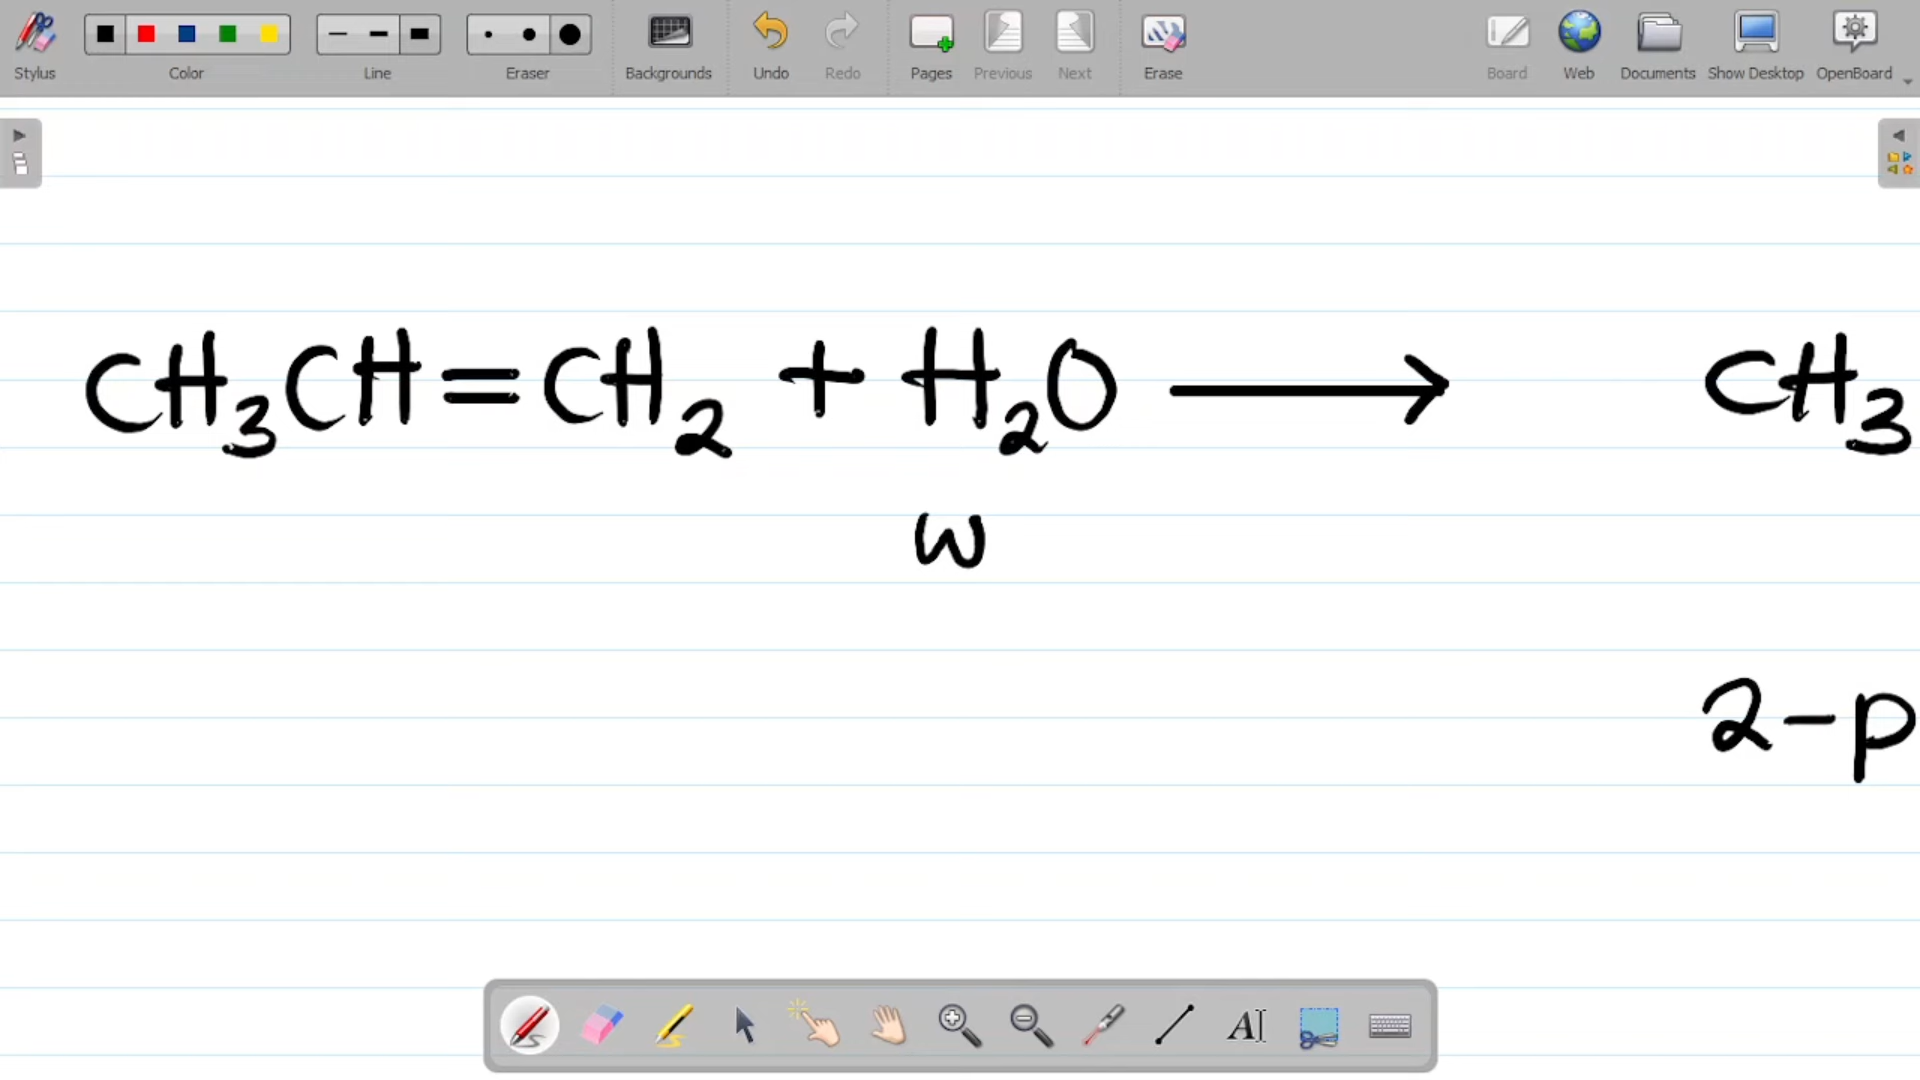 Stylus Color Line Eraser Backgrounds Undo Redo Pages Previous Next Erase Board Web Documents Show Desktop OpenBoard
CH₃CH=CH₂ + H₂O ⟶ CH₃
w
2-p